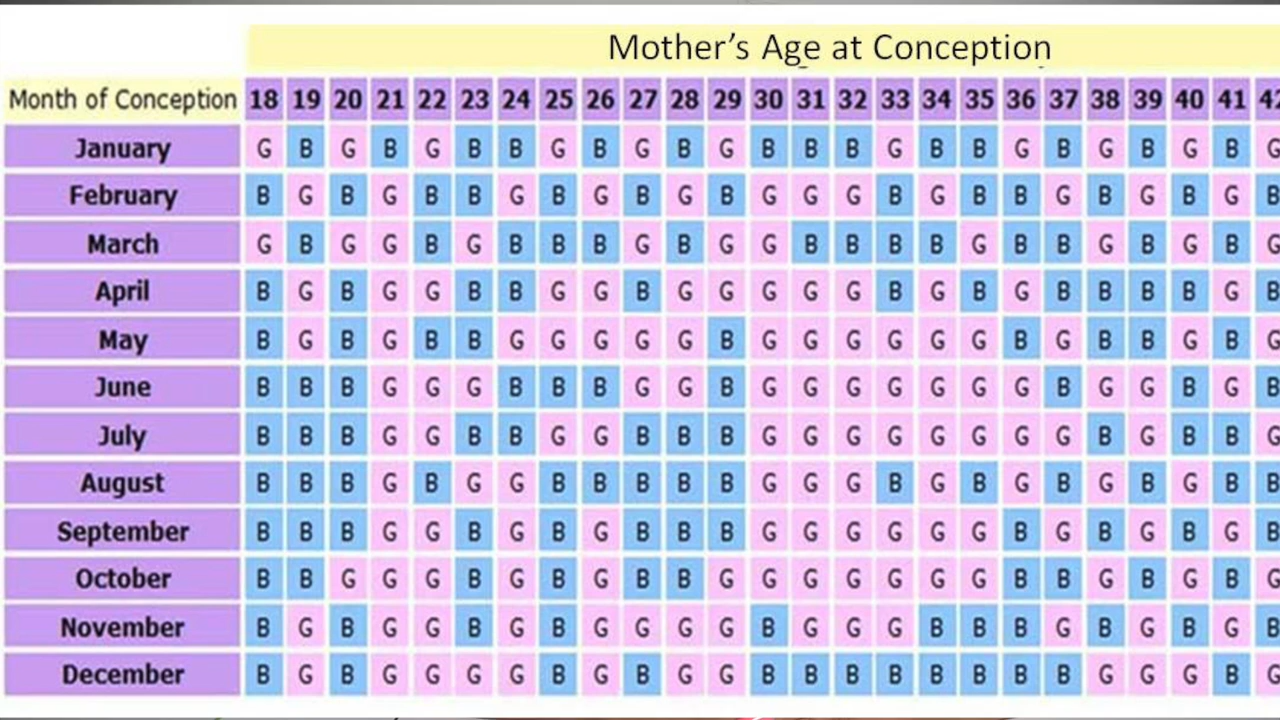 Mother's Age at Conception
Month of Conception 18 19 20 21 22 23 24 25 26 27 28 29 30 31 32 33 34 35 36 37 38 39 40 41 42
January G B G B G B B G B G B G B B B G B B G B G B G B G
February B G B G B B G B G B G B G G G B G B B G B G B G B
March G B G G B G B B B G B G G B B B B G B B G B G B G
April B G B G G B B G G B G G G G G B G B G B B B B G B
May B G B G B B G G G G G B G G G G G G B G B B G B G
June B B B G G G B B B G G B G G G G G G G B G G B G B
July B B B G G B B G G B B B G G G G G G G G B G B B G
August B B B G B G G B B B B B G G G B G B G B G B G B B
September B B B G G B G B G B B B G G G G G G B G B G B G B
October B B G G G B G B G B B G G G G G G G B B G B G B G
November B G B G G B G B G G G G B G G G B B B G B G B G B
December B G B G G G G B G B G G B B B B B B B B G G G B G